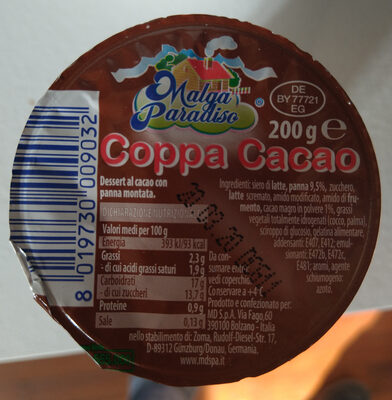 Malga
Paradiso
®
DE
BY 77721
EG
200 g e
Coppa Cacao
Dessert al cacao con
panna montata.
DICHIARAZIONE NUTRIZIONALE
Valori medi per 100 g
Energia 393 kJ/93 kcal
Grassi 2,3 g
- di cui acidi grassi saturi 1,9 g
Carboidrati 17 g
- di cui zuccheri 13,7 g
Proteine 0,9 g
Sale 0,13 g
Ingredienti: siero di latte, panna 9,5%, zucchero,
latte scremato, amido modificato, amido di fru-
mento, cacao magro in polvere 1%, grassi
vegetali totalmente idrogenati (cocco, palma),
sciroppo di glucosio, gelatina alimentare,
addensanti: E407, E412; emul-
sionanti: E472b, E472c,
E481; aromi, agente
schiumogeno:
azoto.
Da con-
sumare entro:
vedi coperchio.
Conservare a +4 °C
Prodotto e confezionato per:
MD S.p.A. Via Fago 60
390100 Bolzano - Italia
nello stabilimento di: Zoma, Rudolf-Diesel-Str. 17,
D-89312 Günzburg/Donau, Germania.
www.mdspa.it
8 019730 009032